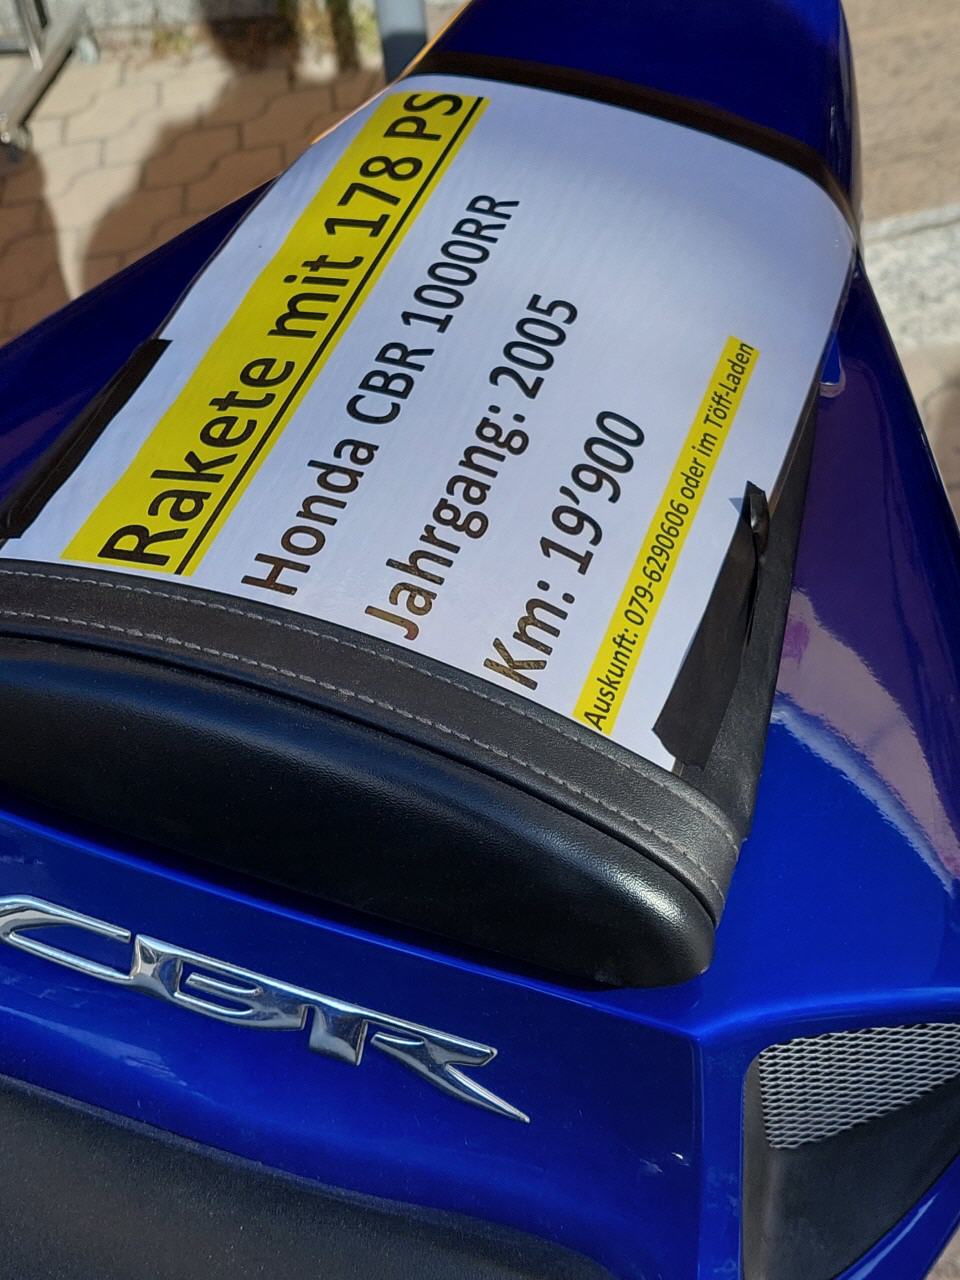 Rakete mit 178 PS
Honda CBR 1000RR
Jahrgang: 2005
Km: 19’900
Auskunft: 079-6290606 oder im Töff-Laden
CBR